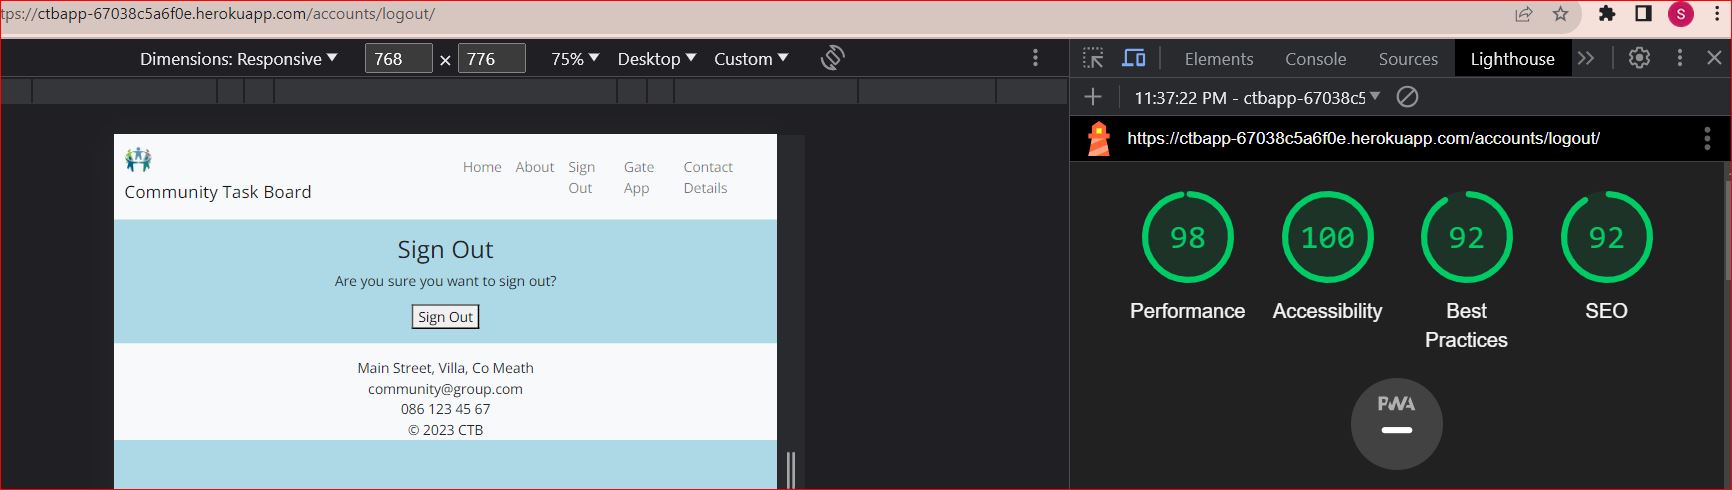 tps://ctbapp-67038c5a6f0e.herokuapp.com/accounts/logout/
S
Dimensions: Responsive 768 × 776 75% Desktop Custom
Elements Console Sources Lighthouse
11:37:22 PM - ctbapp-67038c5
https://ctbapp-67038c5a6f0e.herokuapp.com/accounts/logout/
Community Task Board
Home About Sign Out Gate App Contact Details
Sign Out
Are you sure you want to sign out?
Sign Out
Main Street, Villa, Co Meath
community@group.com
086 123 45 67
© 2023 CTB
98 100 92 92
Performance Accessibility Best Practices SEO
PWA